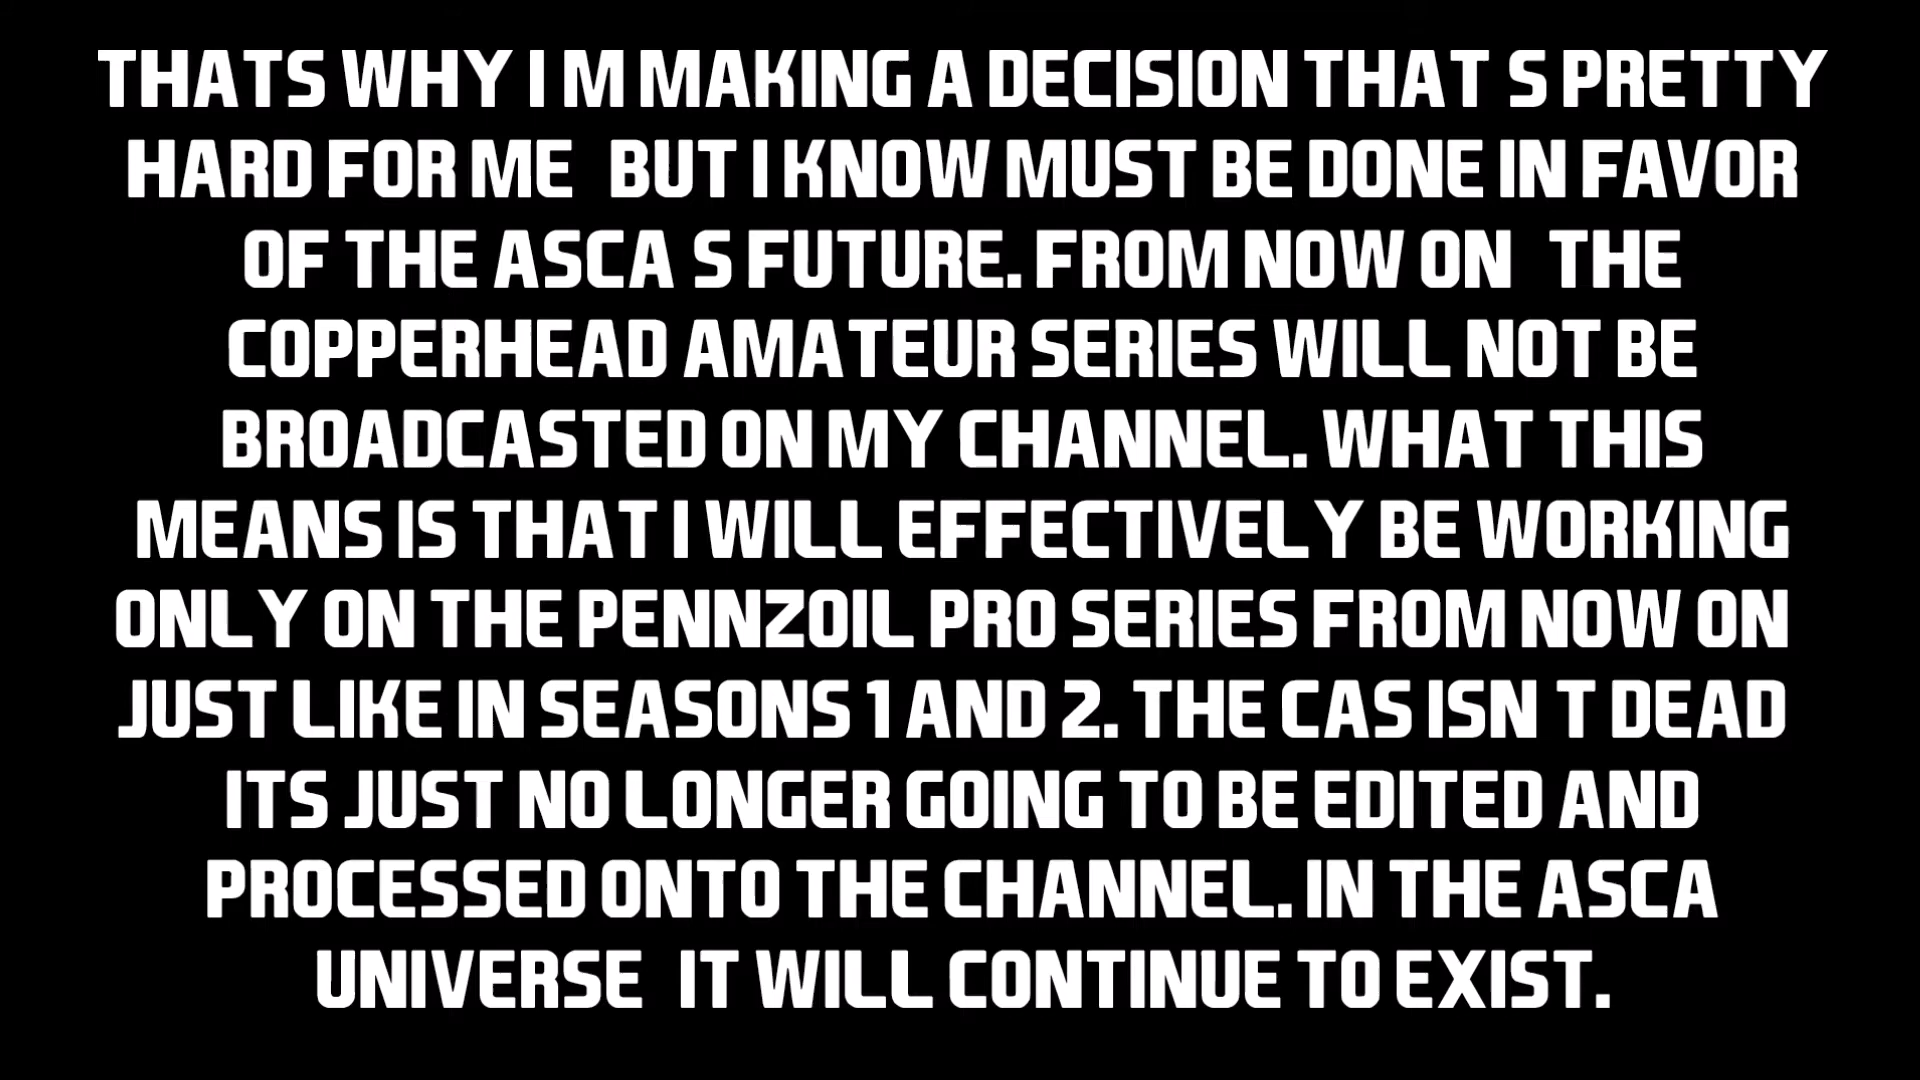 THATS WHY I M MAKING A DECISION THAT S PRETTY
HARD FOR ME  BUT I KNOW MUST BE DONE IN FAVOR
OF THE ASCA S FUTURE. FROM NOW ON  THE
COPPERHEAD AMATEUR SERIES WILL NOT BE
BROADCASTED ON MY CHANNEL. WHAT THIS
MEANS IS THAT I WILL EFFECTIVELY BE WORKING
ONLY ON THE PENNZOIL PRO SERIES FROM NOW ON
JUST LIKE IN SEASONS 1 AND 2. THE CAS ISN T DEAD
ITS JUST NO LONGER GOING TO BE EDITED AND
PROCESSED ONTO THE CHANNEL. IN THE ASCA
UNIVERSE  IT WILL CONTINUE TO EXIST.